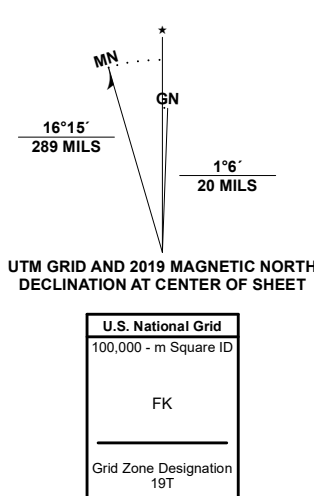 ★
MN
GN
16°15´
289 MILS
1°6´
20 MILS
UTM GRID AND 2019 MAGNETIC NORTH
DECLINATION AT CENTER OF SHEET
U.S. National Grid
100,000 - m Square ID
FK
Grid Zone Designation
19T